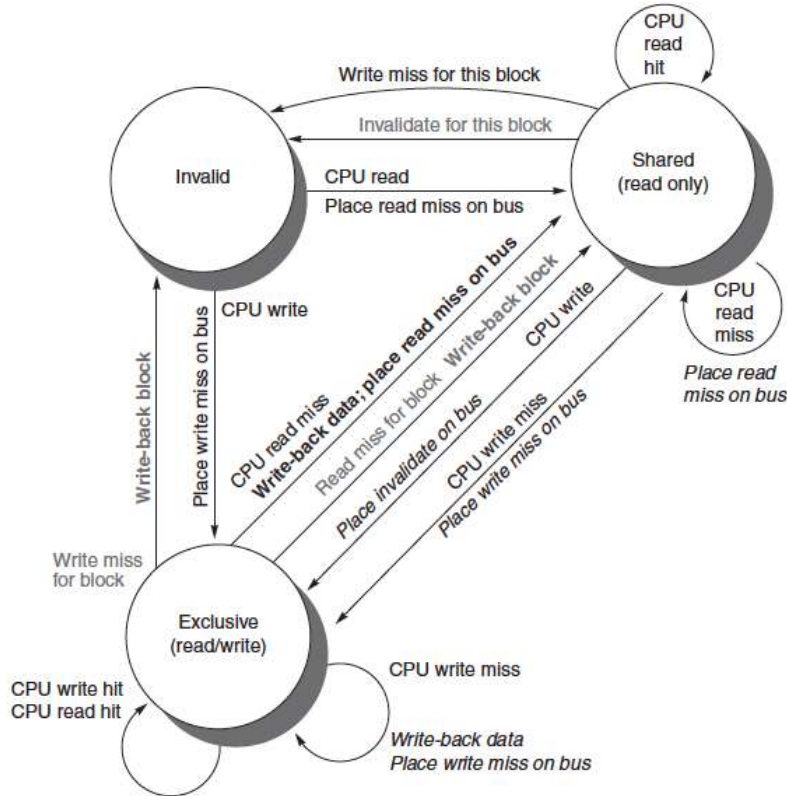 CPU
read
hit
Write miss for this block
Invalidate for this block
Invalid
CPU read
Place read miss on bus
Shared
(read only)
CPU write
Place write miss on bus
Write-back block
Write miss
for block
CPU read miss
Write-back data; place read miss on bus
Read miss for block Write-back block
CPU write
Place invalidate on bus
CPU write miss
Place write miss on bus
CPU
read
miss
Place read
miss on bus
Exclusive
(read/write)
CPU write hit
CPU read hit
CPU write miss
Write-back data
Place write miss on bus